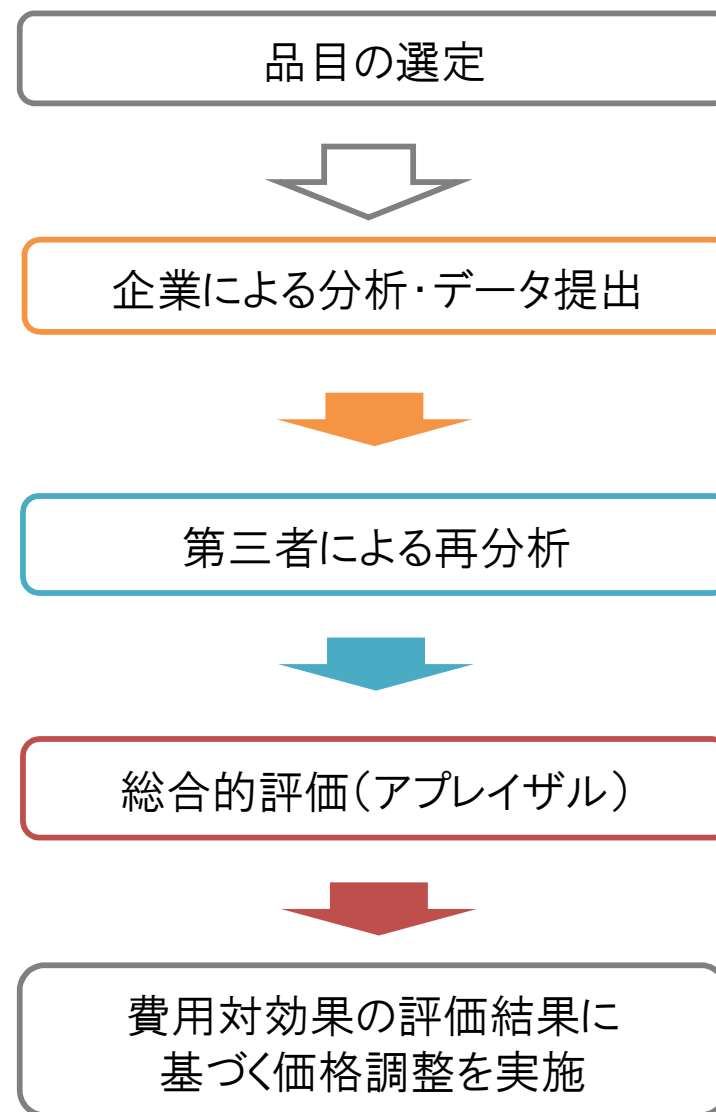 品目の選定
企業による分析・データ提出
第三者による再分析
総合的評価(アプレイザル)
費用対効果の評価結果に
基づく価格調整を実施